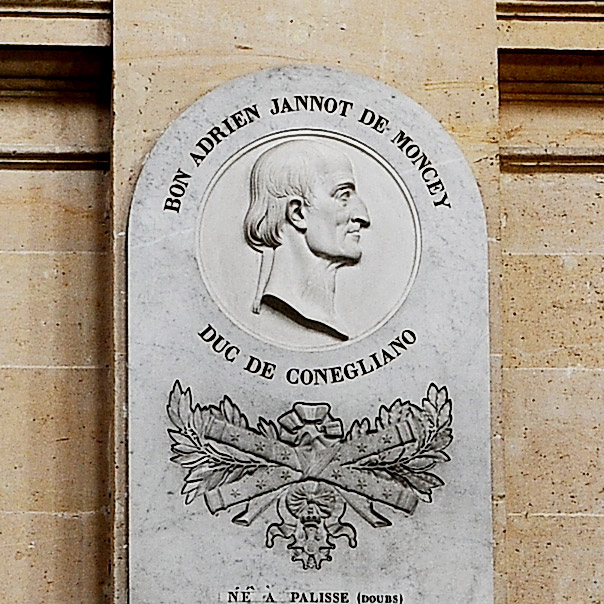 BON ADRIEN JANNOT DE MONCEY
DUC DE CONEGLIANO
NÉ À PALISSE (DOUBS)